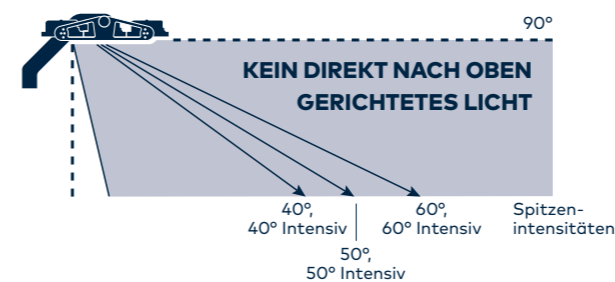 90°
KEIN DIREKT NACH OBEN
GERICHTETES LICHT
40°,
40° Intensiv
60°,
60° Intensiv
Spitzen-
intensitäten
50°,
50° Intensiv